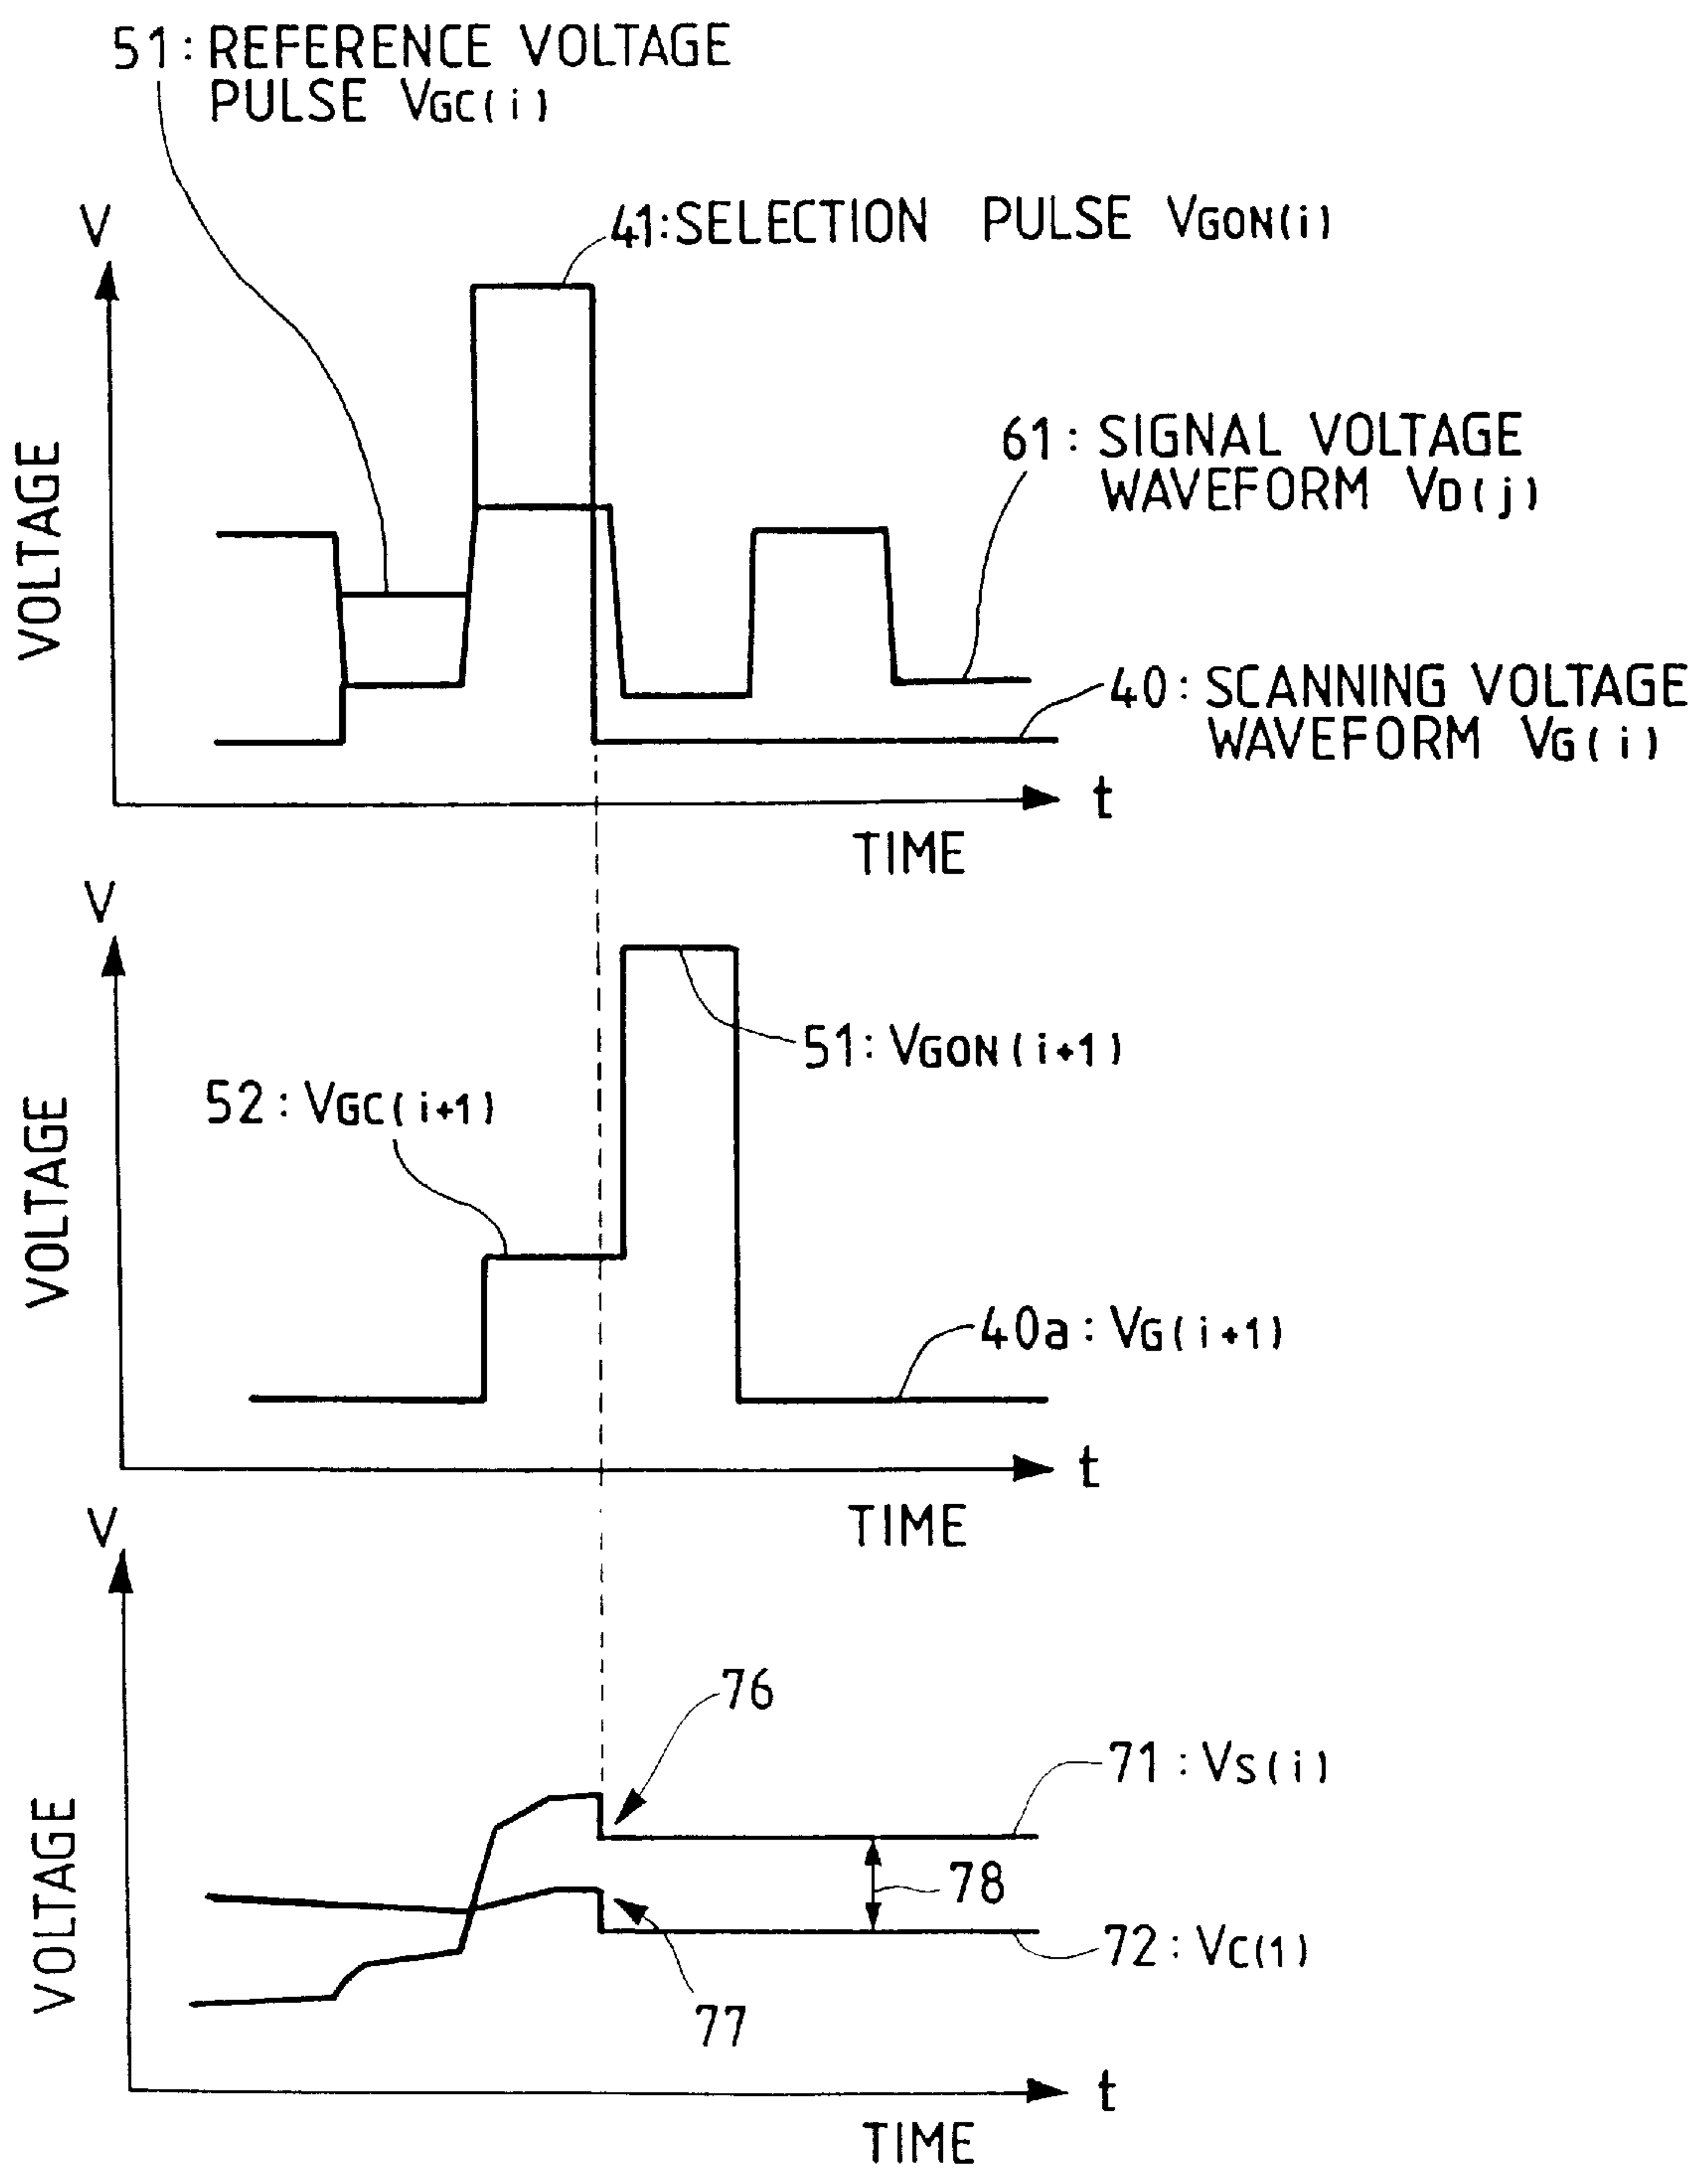 51: REFERENCE VOLTAGE
PULSE VGC(i)
V
41:SELECTION PULSE VGON(i)
VOLTAGE
61: SIGNAL VOLTAGE
WAVEFORM VD(j)
40: SCANNING VOLTAGE
WAVEFORM VG(i)
t
TIME
V
VOLTAGE
51: VGON(i+1)
52: VGC(i+1)
40a: VG(i+1)
t
TIME
V
VOLTAGE
76
71: VS(i)
78
72: VC(1)
77
t
TIME